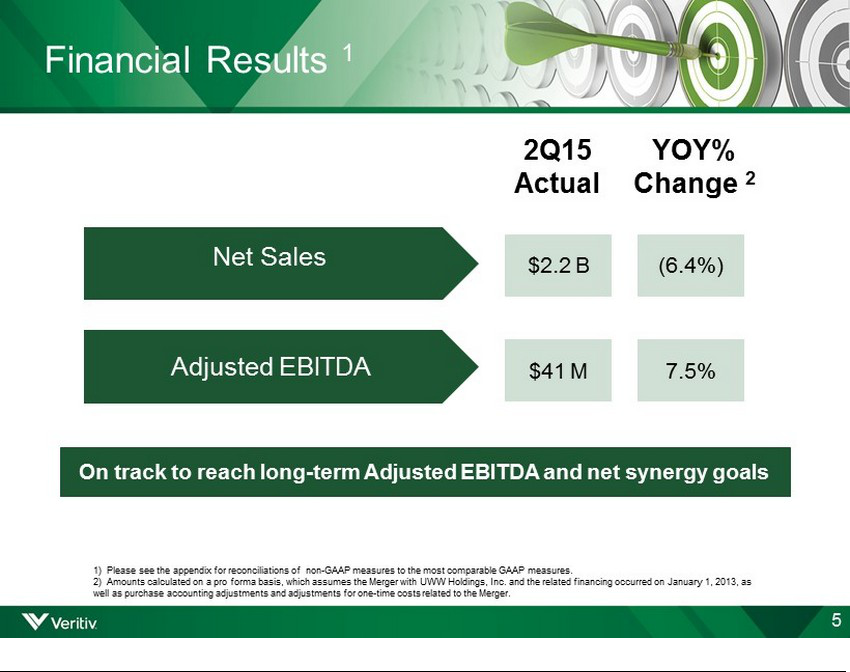 Financial Results 1
2Q15 Actual
YOY% Change 2
Net Sales
$2.2 B
(6.4%)
Adjusted EBITDA
$41 M
7.5%
On track to reach long-term Adjusted EBITDA and net synergy goals
1) Please see the appendix for reconciliations of non-GAAP measures to the most comparable GAAP measures.
2) Amounts calculated on a pro forma basis, which assumes the Merger with UWW Holdings, Inc. and the related financing occurred on January 1, 2013, as
well as purchase accounting adjustments and adjustments for one-time costs related to the Merger.
Veritiv
5